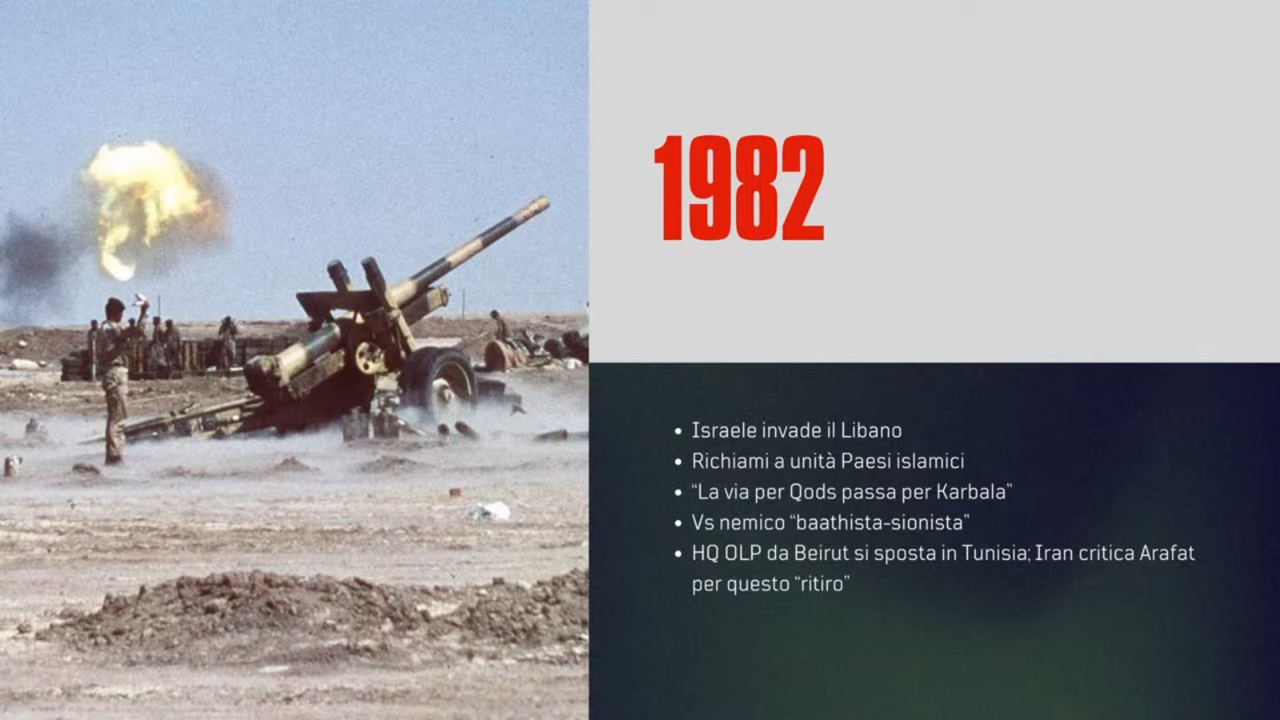 1982
• Israele invade il Libano
• Richiami a unità Paesi islamici
• “La via per Qods passa per Karbala”
• Vs nemico “baathista-sionista”
• HQ OLP da Beirut si sposta in Tunisia; Iran critica Arafat
per questo “ritiro”